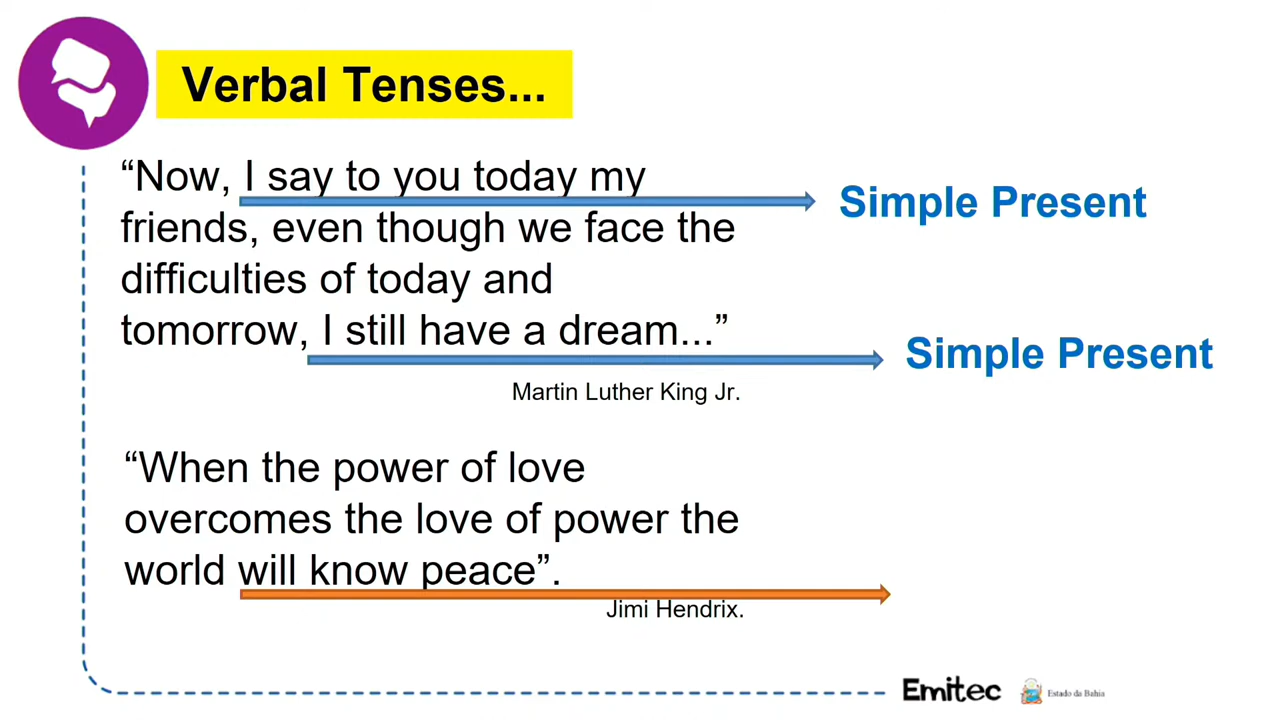 Verbal Tenses...
“Now, I say to you today my
friends, even though we face the
difficulties of today and
tomorrow, I still have a dream...”
Simple Present
Simple Present
Martin Luther King Jr.
“When the power of love
overcomes the love of power the
world will know peace”.
Jimi Hendrix.
Emitec
Estado da Bahia